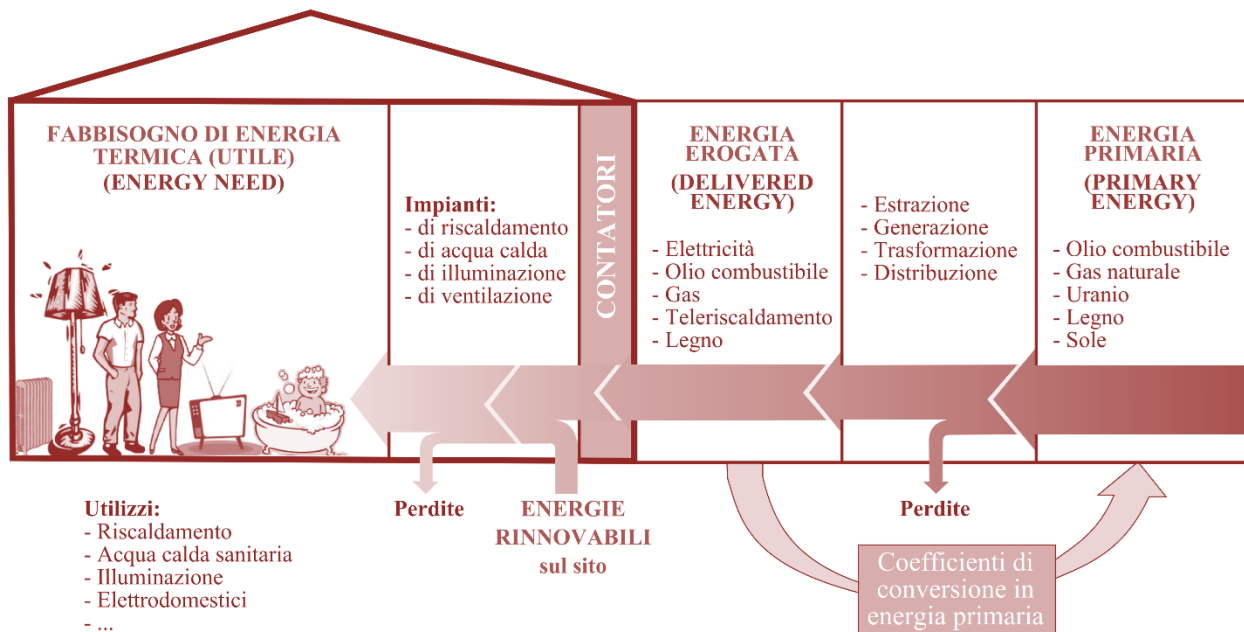 FABBISOGNO DI ENERGIA
TERMICA (UTILE)
(ENERGY NEED)
Impianti:
- di riscaldamento
- di acqua calda
- di illuminazione
- di ventilazione
CONTATORI
ENERGIA
EROGATA
(DELIVERED
ENERGY)
- Elettricità
- Olio combustibile
- Gas
- Teleriscaldamento
- Legno
- Estrazione
- Generazione
- Trasformazione
- Distribuzione
ENERGIA
PRIMARIA
(PRIMARY
ENERGY)
- Olio combustibile
- Gas naturale
- Uranio
- Legno
- Sole
Utilizzi:
- Riscaldamento
- Acqua calda sanitaria
- Illuminazione
- Elettrodomestici
- ...
Perdite
ENERGIE
RINNOVABILI
sul sito
Perdite
Coefficienti di
conversione in
energia primaria